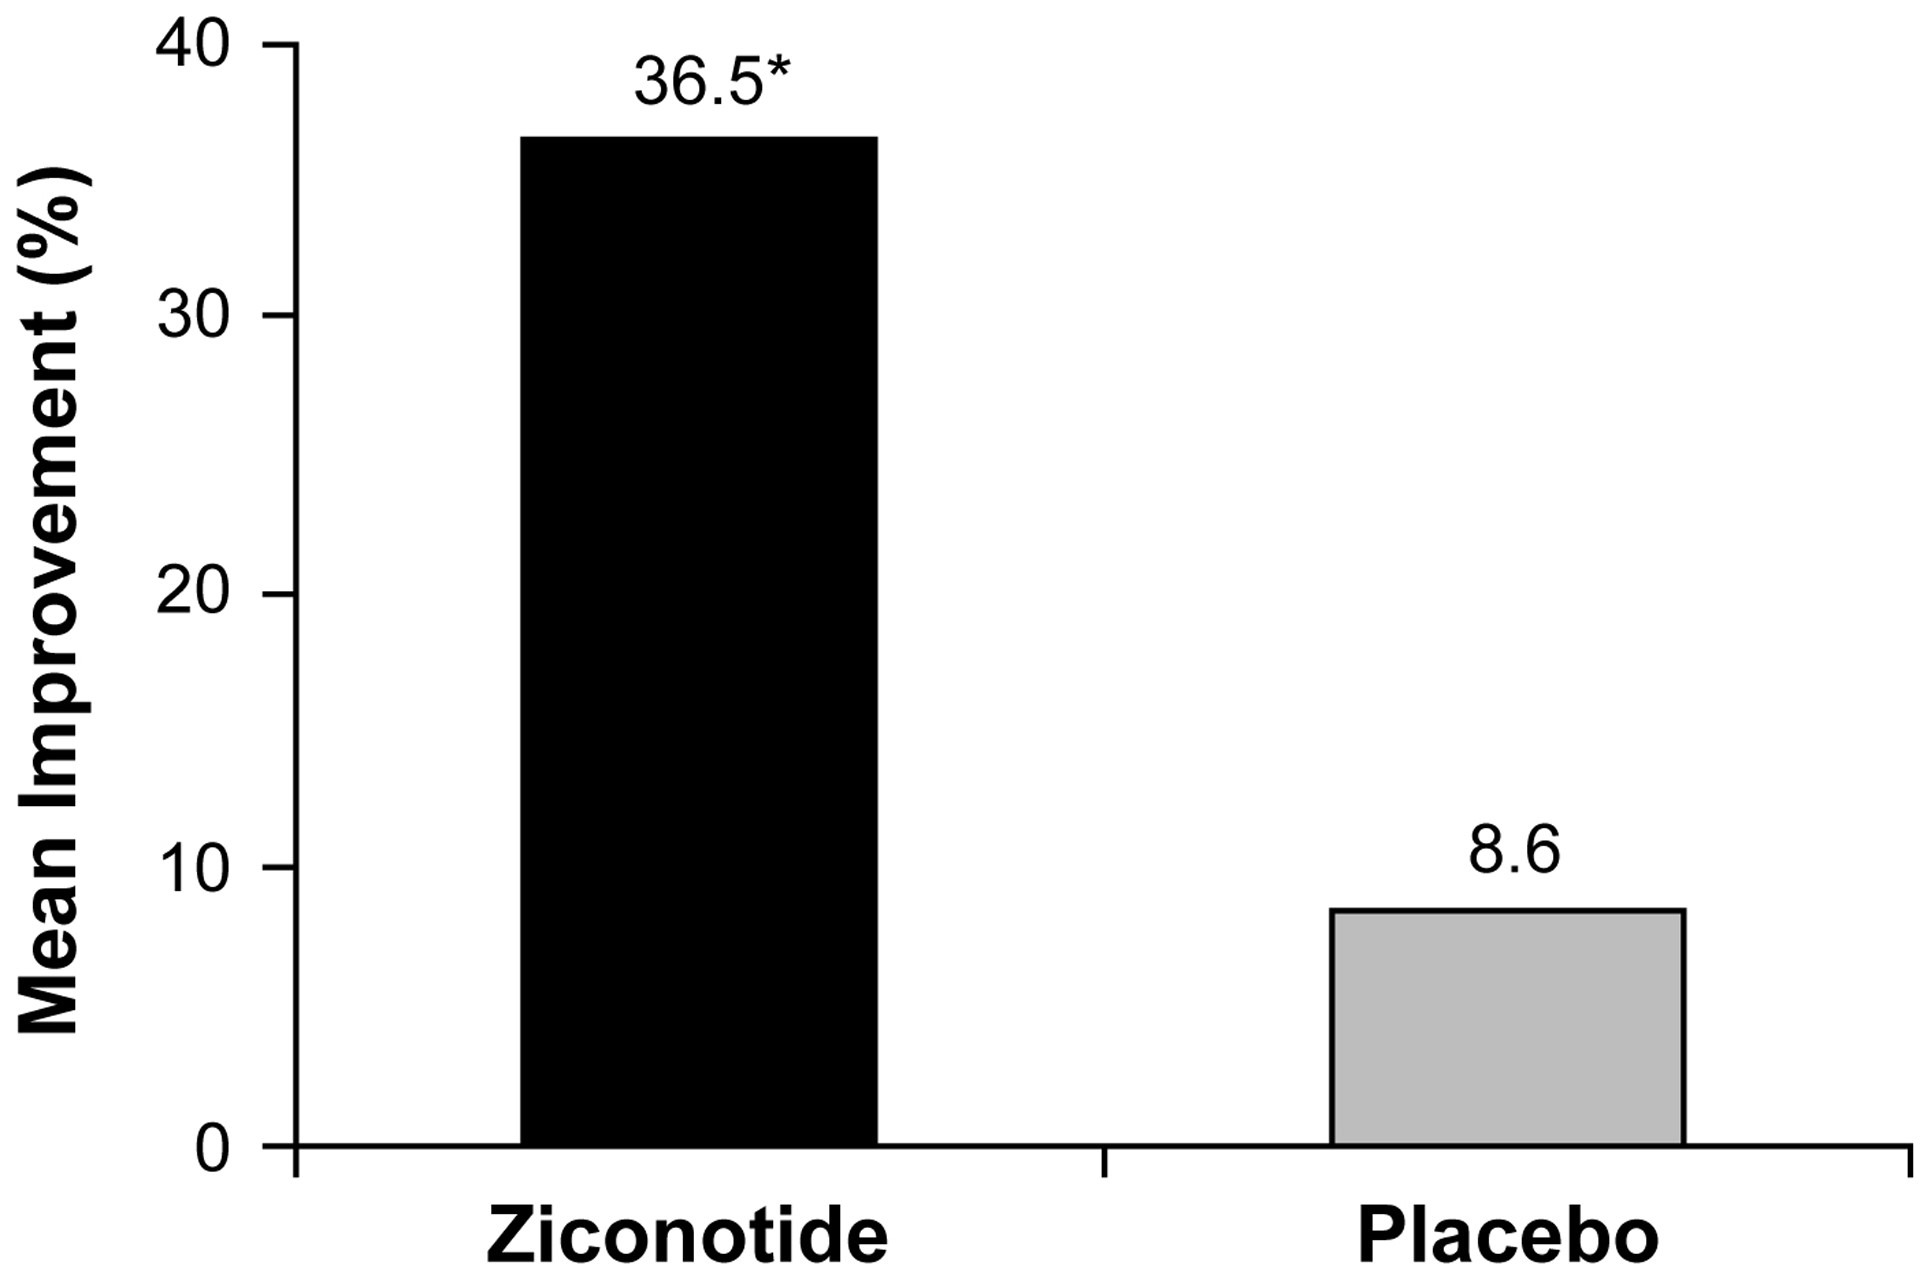 Mean Improvement (%)
40
30
20
10
0
36.5*
8.6
Ziconotide
Placebo